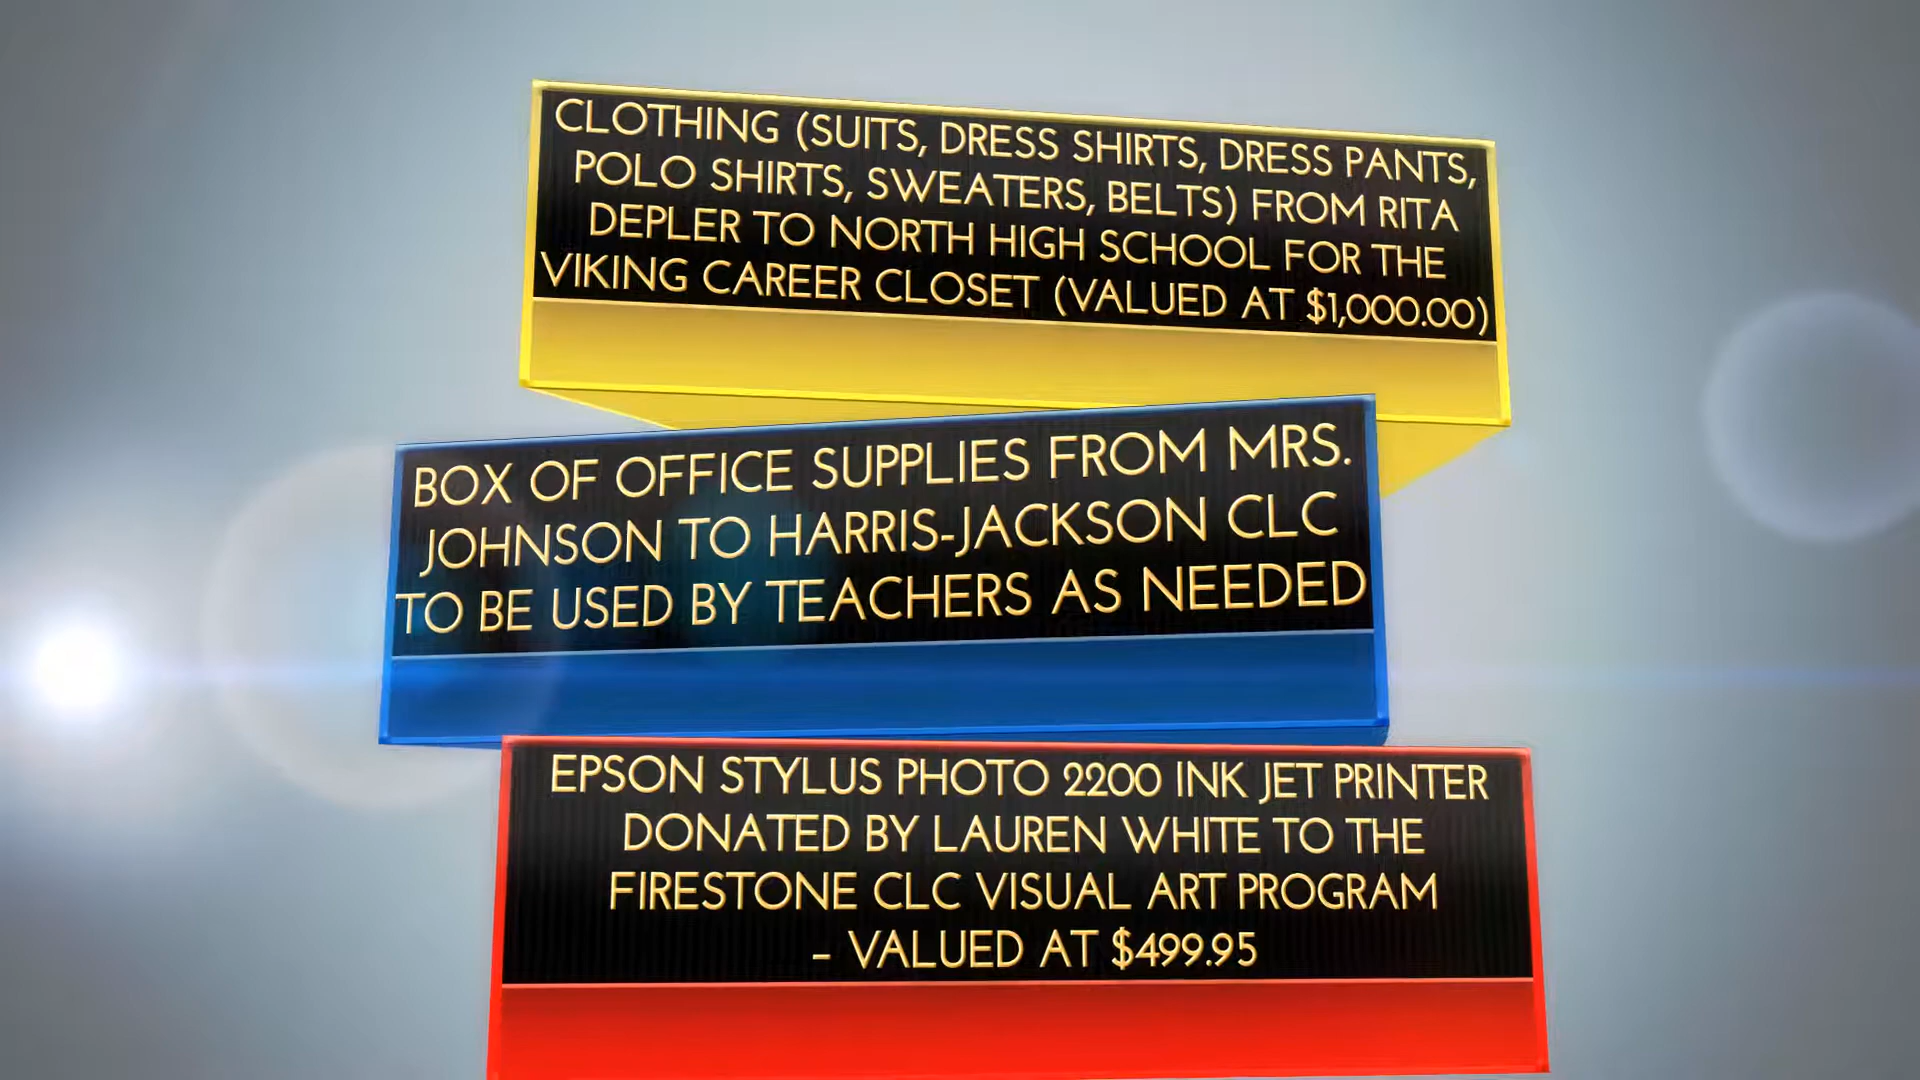 CLOTHING (SUITS, DRESS SHIRTS, DRESS PANTS,
POLO SHIRTS, SWEATERS, BELTS) FROM RITA
DEPLER TO NORTH HIGH SCHOOL FOR THE
VIKING CAREER CLOSET (VALUED AT $1,000.00)
BOX OF OFFICE SUPPLIES FROM MRS.
JOHNSON TO HARRIS-JACKSON CLC
TO BE USED BY TEACHERS AS NEEDED
EPSON STYLUS PHOTO 2200 INK JET PRINTER
DONATED BY LAUREN WHITE TO THE
FIRESTONE CLC VISUAL ART PROGRAM
– VALUED AT $499.95